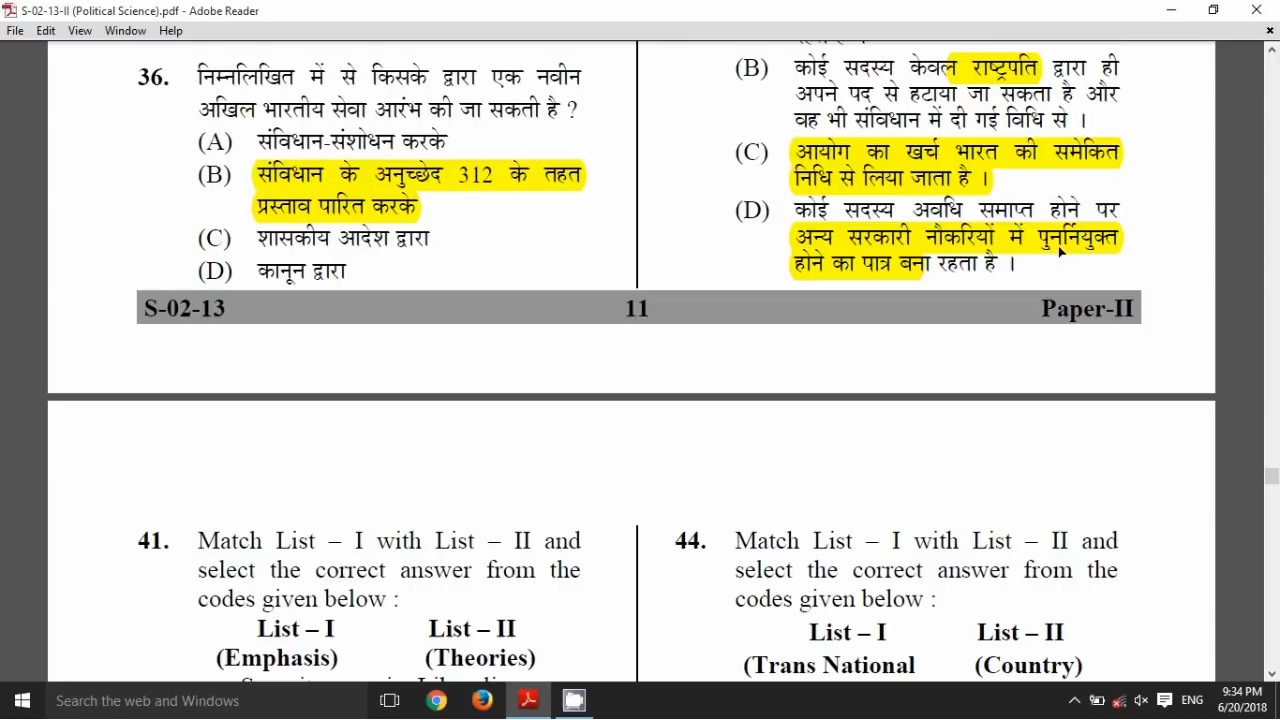 S-02-13-II (Political Science).pdf - Adobe Reader
File Edit View Window Help
36. निम्नलिखित में से किसके द्वारा एक नवीन
अखिल भारतीय सेवा आरंभ की जा सकती है ?
(A) संविधान-संशोधन करके
(B) संविधान के अनुच्छेद 312 के तहत
प्रस्ताव पारित करके
(C) शासकीय आदेश द्वारा
(D) कानून द्वारा
(B) कोई सदस्य केवल राष्ट्रपति द्वारा ही
अपने पद से हटाया जा सकता है और
वह भी संविधान में दी गई विधि से ।
(C) आयोग का खर्च भारत की समेकित
निधि से लिया जाता है ।
(D) कोई सदस्य अवधि समाप्त होने पर
अन्य सरकारी नौकरियों में पुनर्नियुक्त
होने का पात्र बना रहता है ।
S-02-13 11 Paper-II
41. Match List – I with List – II and
select the correct answer from the
codes given below :
List – I List – II
(Emphasis) (Theories)
44. Match List – I with List – II and
select the correct answer from the
codes given below :
List – I List – II
(Trans National (Country)
Search the web and Windows
ENG
9:34 PM
6/20/2018